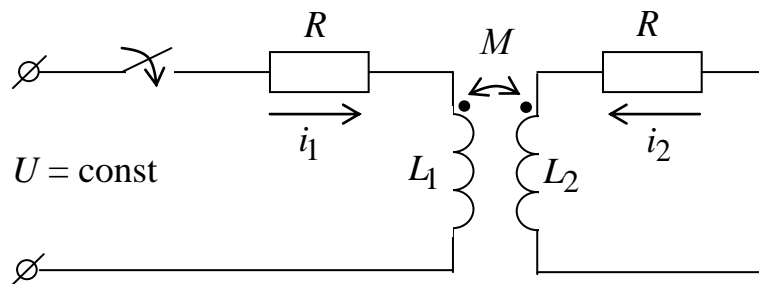 R M R
i₁ i₂
U = const L₁ L₂